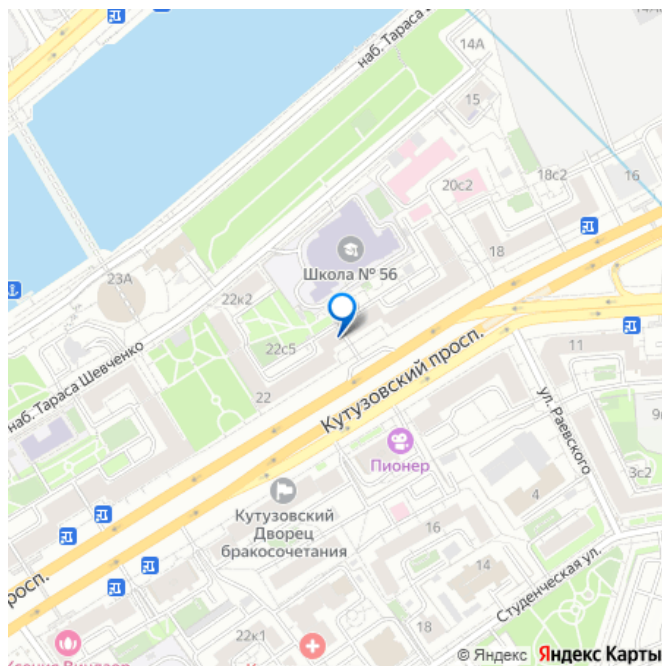 наб. Тараса
14А
14А
15
18с2
16
20с2
18
Школа № 56
23А
22к2
22с5
наб. Тараса Шевченко
22
Кутузовский просп.
11
ул. Раевского
9
3с2
Пионер
4
Кутузовский
Дворец
бракосочетания
16
14
Студенческая ул.
просп.
18
22к1
© Яндекс Яндекс Карты